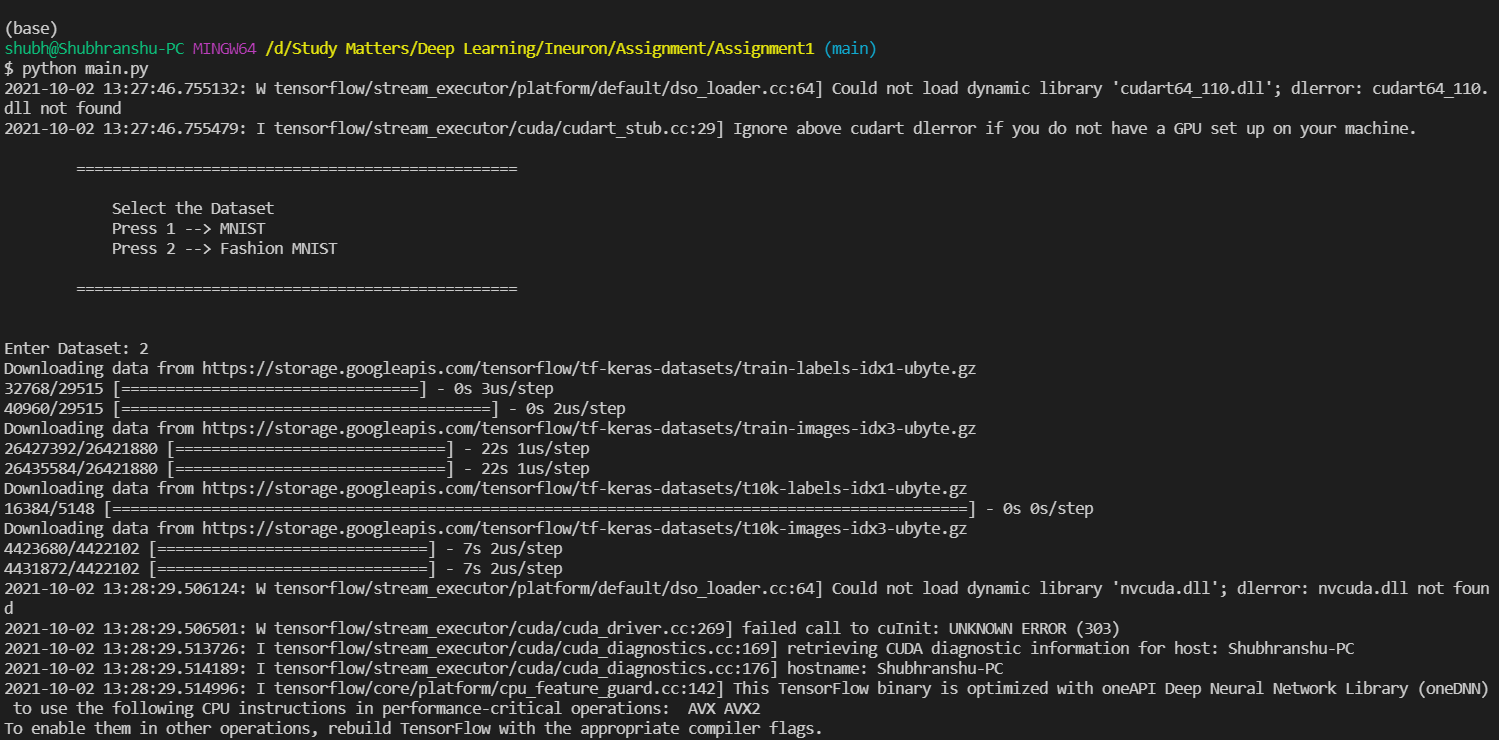 (base)
shubh@Shubhranshu-PC MINGW64 /d/Study Matters/Deep Learning/Ineuron/Assignment/Assignment1 (main)
$ python main.py
2021-10-02 13:27:46.755132: W tensorflow/stream_executor/platform/default/dso_loader.cc:64] Could not load dynamic library 'cudart64_110.dll'; dlerror: cudart64_110.
dll not found
2021-10-02 13:27:46.755479: I tensorflow/stream_executor/cuda/cudart_stub.cc:29] Ignore above cudart dlerror if you do not have a GPU set up on your machine.
=================================================
Select the Dataset
Press 1 --> MNIST
Press 2 --> Fashion MNIST
=================================================
Enter Dataset: 2
Downloading data from https://storage.googleapis.com/tensorflow/tf-keras-datasets/train-labels-idx1-ubyte.gz
32768/29515 [=================================] - 0s 3us/step
40960/29515 [=========================================] - 0s 2us/step
Downloading data from https://storage.googleapis.com/tensorflow/tf-keras-datasets/train-images-idx3-ubyte.gz
26427392/26421880 [==============================] - 22s 1us/step
26435584/26421880 [==============================] - 22s 1us/step
Downloading data from https://storage.googleapis.com/tensorflow/tf-keras-datasets/t10k-labels-idx1-ubyte.gz
16384/5148 [===============================================================================================] - 0s 0s/step
Downloading data from https://storage.googleapis.com/tensorflow/tf-keras-datasets/t10k-images-idx3-ubyte.gz
4423680/4422102 [==============================] - 7s 2us/step
4431872/4422102 [==============================] - 7s 2us/step
2021-10-02 13:28:29.506124: W tensorflow/stream_executor/platform/default/dso_loader.cc:64] Could not load dynamic library 'nvcuda.dll'; dlerror: nvcuda.dll not foun
d
2021-10-02 13:28:29.506501: W tensorflow/stream_executor/cuda/cuda_driver.cc:269] failed call to cuInit: UNKNOWN ERROR (303)
2021-10-02 13:28:29.513726: I tensorflow/stream_executor/cuda/cuda_diagnostics.cc:169] retrieving CUDA diagnostic information for host: Shubhranshu-PC
2021-10-02 13:28:29.514189: I tensorflow/stream_executor/cuda/cuda_diagnostics.cc:176] hostname: Shubhranshu-PC
2021-10-02 13:28:29.514996: I tensorflow/core/platform/cpu_feature_guard.cc:142] This TensorFlow binary is optimized with oneAPI Deep Neural Network Library (oneDNN)
to use the following CPU instructions in performance-critical operations:  AVX AVX2
To enable them in other operations, rebuild TensorFlow with the appropriate compiler flags.